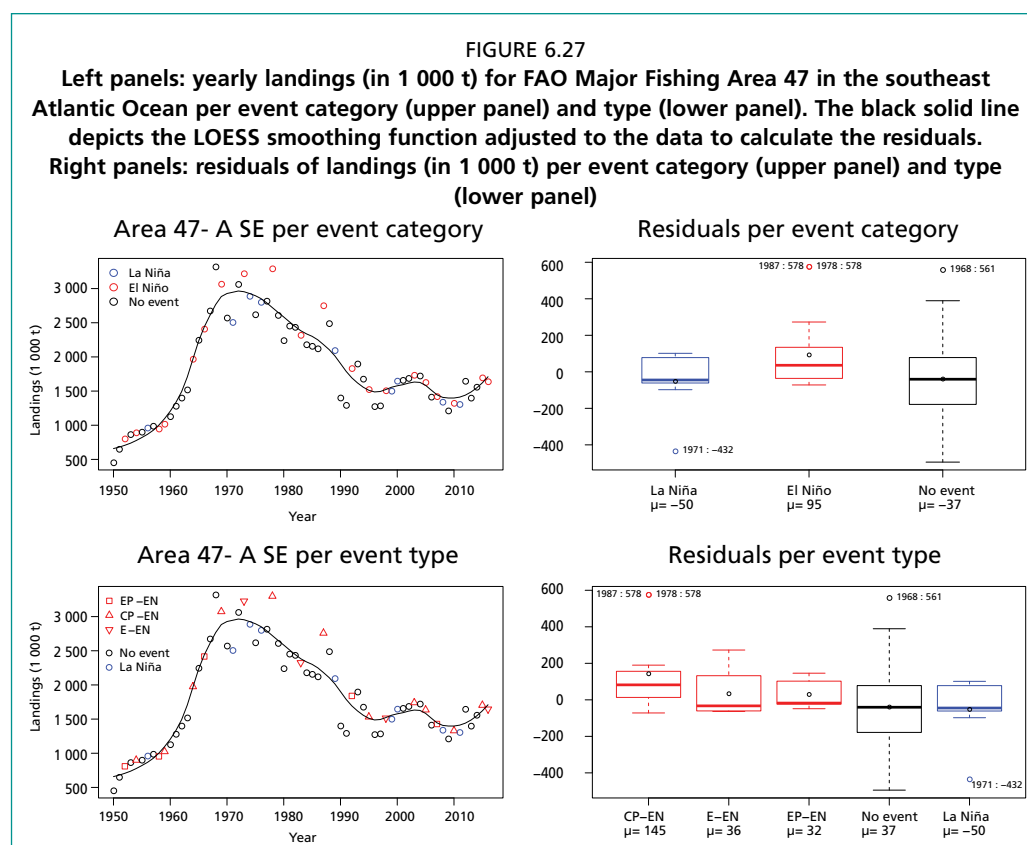 FIGURE 6.27
Left panels: yearly landings (in 1 000 t) for FAO Major Fishing Area 47 in the southeast
Atlantic Ocean per event category (upper panel) and type (lower panel). The black solid line
depicts the LOESS smoothing function adjusted to the data to calculate the residuals.
Right panels: residuals of landings (in 1 000 t) per event category (upper panel) and type
(lower panel)
Area 47- A SE per event category
La Niña
El Niño
No event
3 000
2 500
2 000
1 500
1 000
500
Landings (1 000 t)
1950 1960 1970 1980 1990 2000 2010
Year
Residuals per event category
600
400
200
0
−200
−400
1987 : 578 1978 : 578
1968 : 561
1971 : −432
La Niña El Niño No event
μ= −50 μ= 95 μ= −37
Area 47- A SE per event type
EP −EN
CP −EN
E −EN
No event
La Niña
3 000
2 500
2 000
1 500
1 000
500
Landings (1 000 t)
1950 1960 1970 1980 1990 2000 2010
Year
Residuals per event type
600
400
200
0
−200
−400
1987 : 578 1978 : 578
1968 : 561
1971 : −432
CP−EN E−EN EP−EN No event La Niña
μ= 145 μ= 36 μ= 32 μ= 37 μ= −50